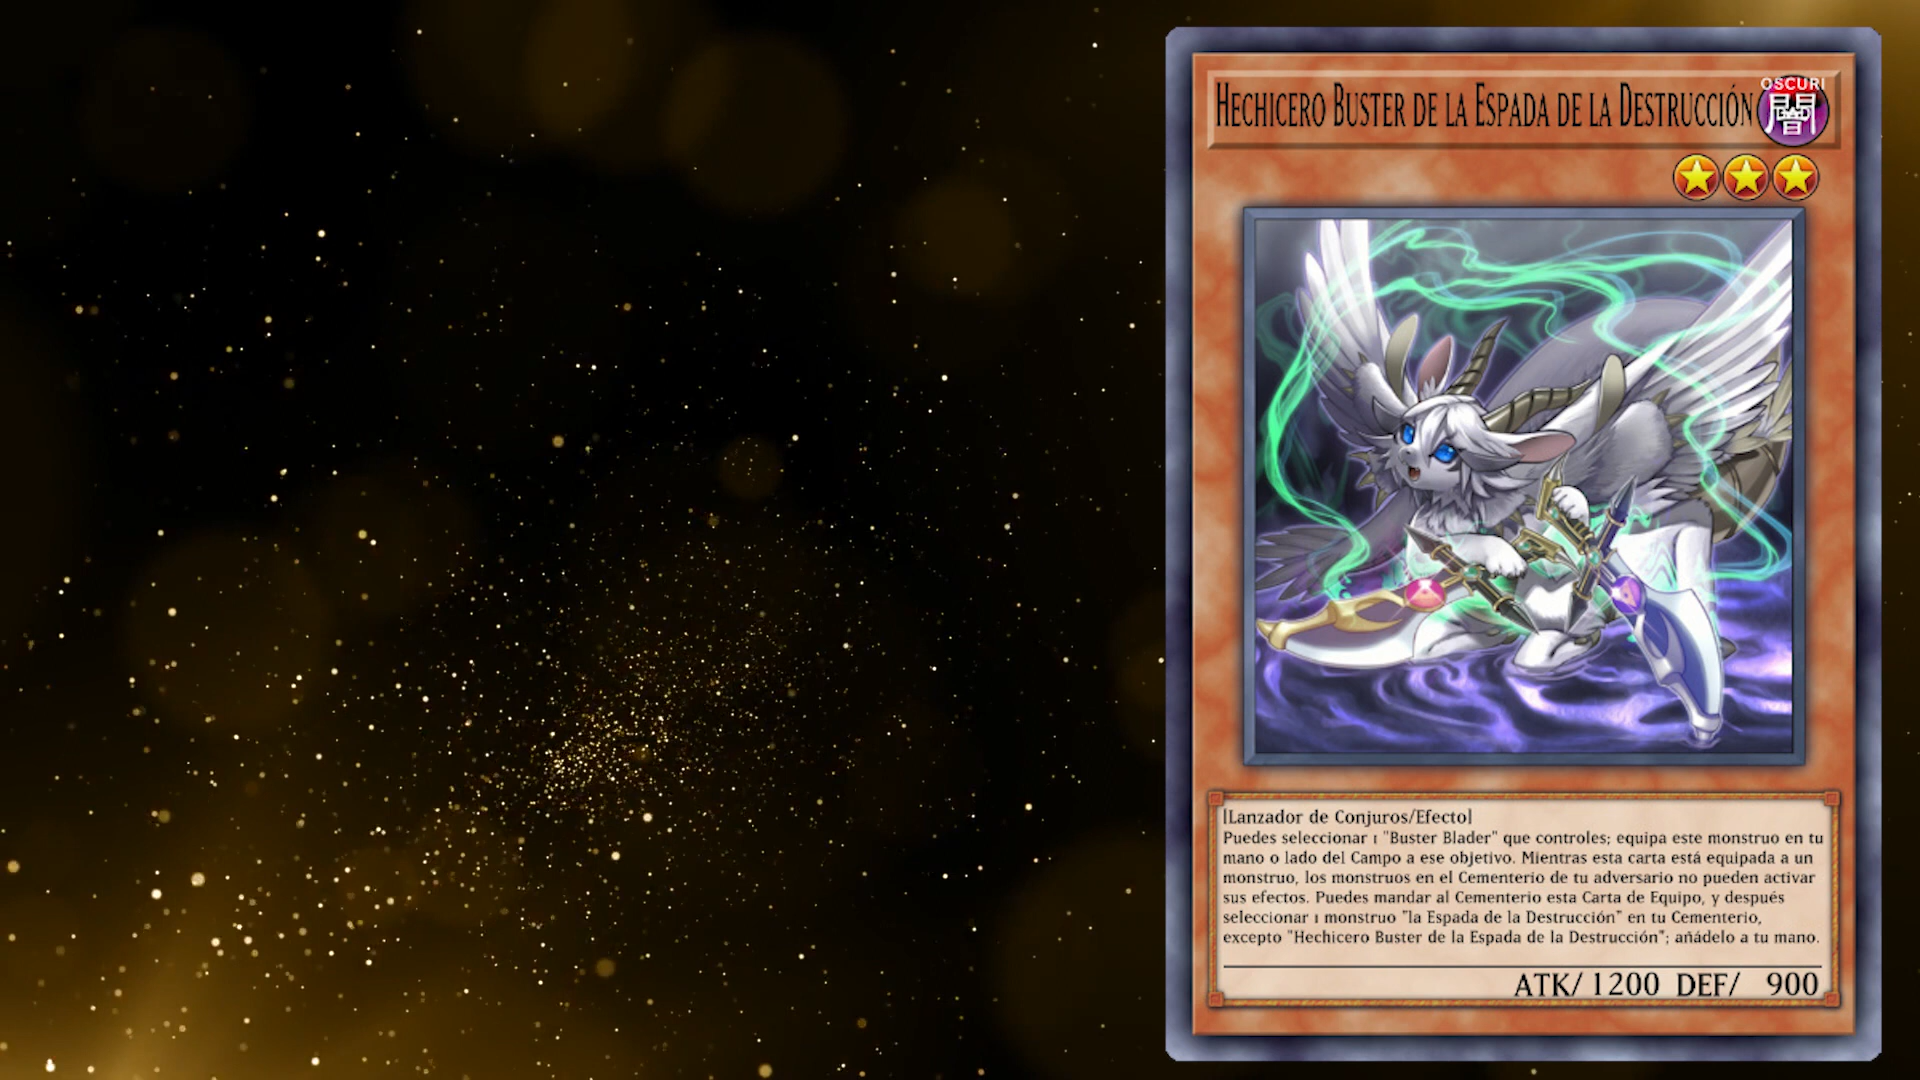 Hechicero Buster de la Espada de la Destrucción
OSCURI
闇
|Lanzador de Conjuros/Efecto|
Puedes seleccionar 1 "Buster Blader" que controles; equipa este monstruo en tu
mano o lado del Campo a ese objetivo. Mientras esta carta está equipada a un
monstruo, los monstruos en el Cementerio de tu adversario no pueden activar
sus efectos. Puedes mandar al Cementerio esta Carta de Equipo, y después
seleccionar 1 monstruo "la Espada de la Destrucción" en tu Cementerio,
excepto "Hechicero Buster de la Espada de la Destrucción"; añádelo a tu mano.
ATK/ 1200 DEF/ 900